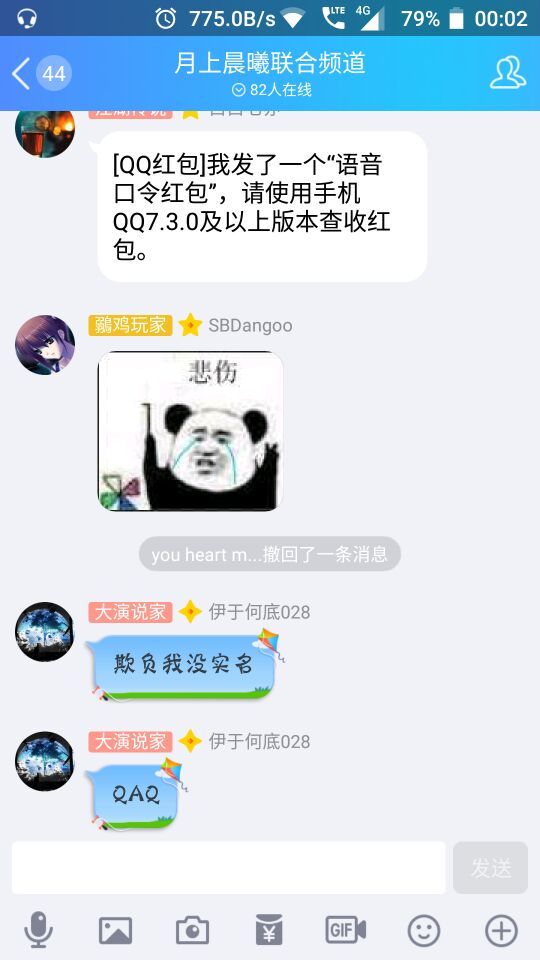 775.0B/s
LTE
4G
79%
00:02
44
月上晨曦联合频道
82人在线
[QQ红包]我发了一个“语音
口令红包”，请使用手机
QQ7.3.0及以上版本查收红
包。
鶸鸡玩家
SBDangoo
悲伤
you heart m...撤回了一条消息
大演说家
伊于何底028
欺负我没实名
大演说家
伊于何底028
QAQ
发送
GIF